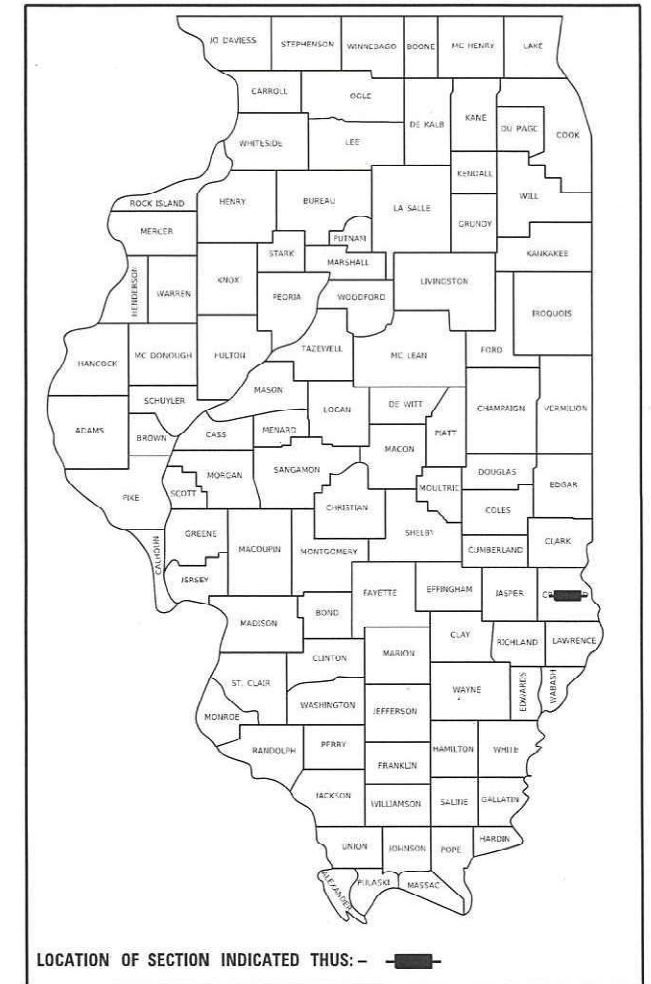 JO DAVIESS STEPHENSON WINNEBAGO BOONE MC HENRY LAKE
CARROLL OGLE
DE KALB KANE DU PAGE COOK
WHITESIDE LEE
KENDALL
ROCK ISLAND HENRY BUREAU LA SALLE WILL
GRUNDY
MERCER
PUTNAM
STARK MARSHALL KANKAKEE
HENDERSON WARREN KNOX PEORIA WOODFORD LIVINGSTON
IROQUOIS
HANCOCK MC DONOUGH FULTON TAZEWELL MC LEAN FORD
MASON
SCHUYLER LOGAN DE WITT CHAMPAIGN VERMILION
ADAMS BROWN CASS MENARD PIATT
MACON
MORGAN SANGAMON DOUGLAS
PIKE SCOTT MOULTRIE EDGAR
CHRISTIAN COLES
GREENE SHELBY
CALHOUN MACOUPIN MONTGOMERY CUMBERLAND CLARK
JERSEY FAYETTE EFFINGHAM JASPER
BOND
MADISON CLAY RICHLAND LAWRENCE
CLINTON MARION
ST. CLAIR WAYNE EDWARDS WABASH
WASHINGTON JEFFERSON
MONROE
RANDOLPH PERRY HAMILTON WHITE
FRANKLIN
JACKSON WILLIAMSON SALINE GALLATIN
UNION JOHNSON POPE HARDIN
ALEXANDER PULASKI MASSAC
LOCATION OF SECTION INDICATED THUS: –